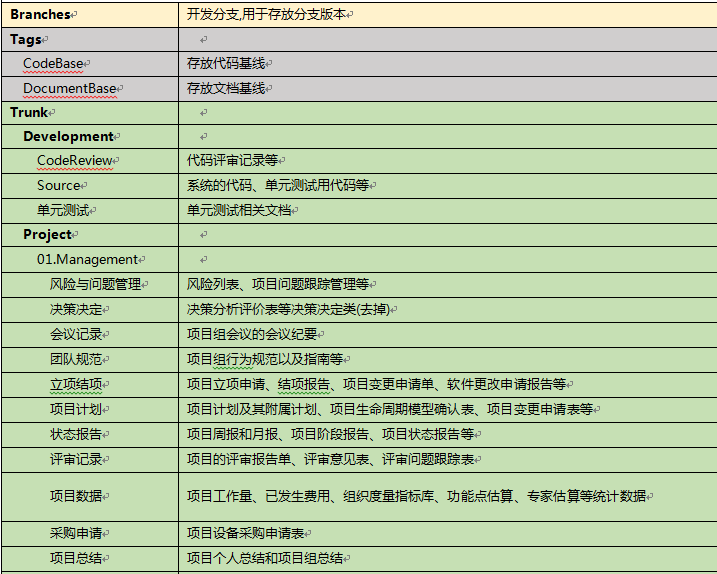 Branches 开发分支,用于存放分支版本
Tags
CodeBase 存放代码基线
DocumentBase 存放文档基线
Trunk
Development
CodeReview 代码评审记录等
Source 系统的代码、单元测试用代码等
单元测试 单元测试相关文档
Project
01.Management
风险与问题管理 风险列表、项目问题跟踪管理等
决策决定 决策分析评价表等决策决定类(去掉)
会议记录 项目组会议的会议纪要
团队规范 项目组行为规范以及指南等
立项结项 项目立项申请、结项报告、项目变更申请单、软件更改申请报告等
项目计划 项目计划及其附属计划、项目生命周期模型确认表、项目变更申请表等
状态报告 项目周报和月报、项目阶段报告、项目状态报告等
评审记录 项目的评审报告单、评审意见表、评审问题跟踪表
项目数据 项目工作量、已发生费用、组织度量指标库、功能点估算、专家估算等统计数据
采购申请 项目设备采购申请表
项目总结 项目个人总结和项目组总结